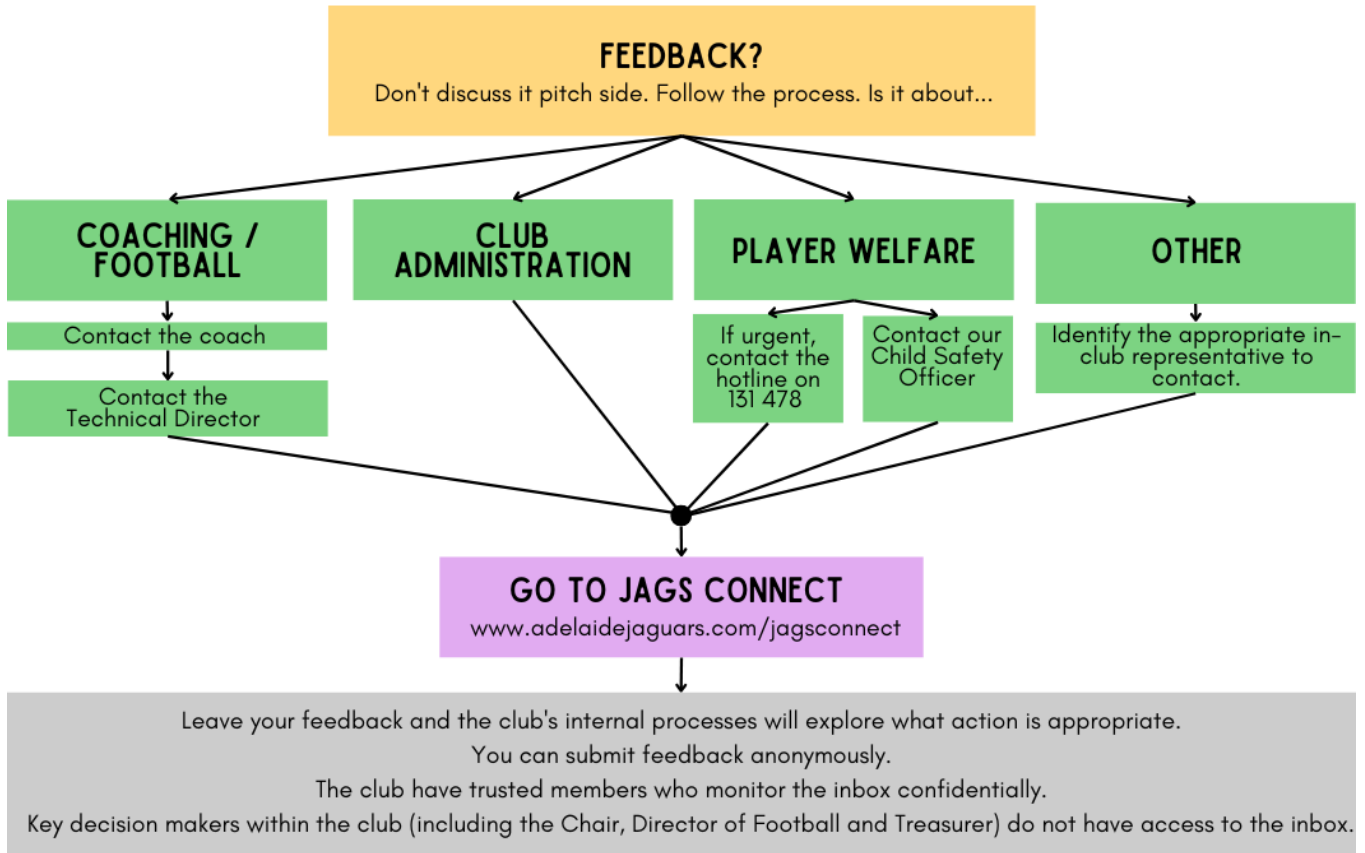 FEEDBACK?
Don't discuss it pitch side. Follow the process. Is it about...
COACHING /
FOOTBALL
Contact the coach
Contact the
Technical Director
CLUB
ADMINISTRATION
PLAYER WELFARE
If urgent,
contact the
hotline on
131 478
Contact our
Child Safety
Officer
OTHER
Identify the appropriate in-
club representative to
contact.
GO TO JAGS CONNECT
www.adelaidejaguars.com/jagsconnect
Leave your feedback and the club's internal processes will explore what action is appropriate.
You can submit feedback anonymously.
The club have trusted members who monitor the inbox confidentially.
Key decision makers within the club (including the Chair, Director of Football and Treasurer) do not have access to the inbox.